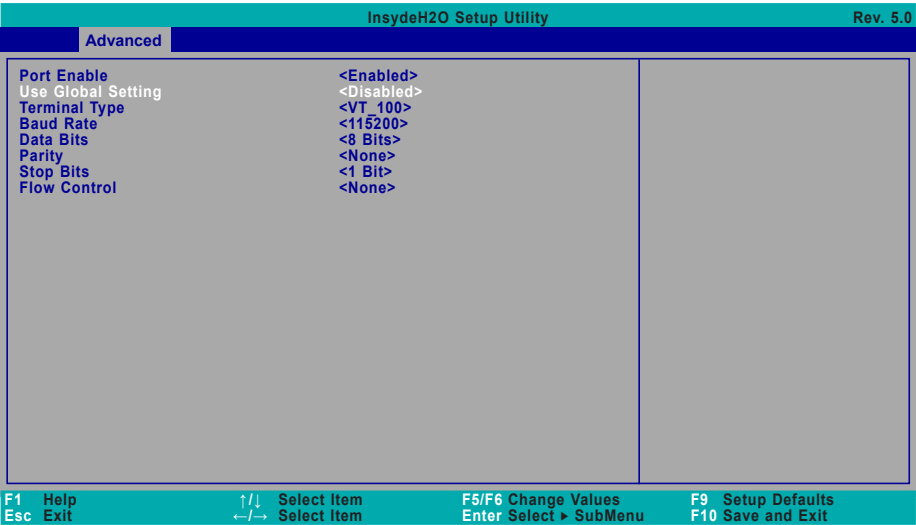 InsydeH2O Setup Utility Rev. 5.0
Advanced
Port Enable <Enabled>
Use Global Setting <Disabled>
Terminal Type <VT_100>
Baud Rate <115200>
Data Bits <8 Bits>
Parity <None>
Stop Bits <1 Bit>
Flow Control <None>
F1 Help ↑/↓ Select Item F5/F6 Change Values F9 Setup Defaults
Esc Exit ←/→ Select Item Enter Select ▸ SubMenu F10 Save and Exit